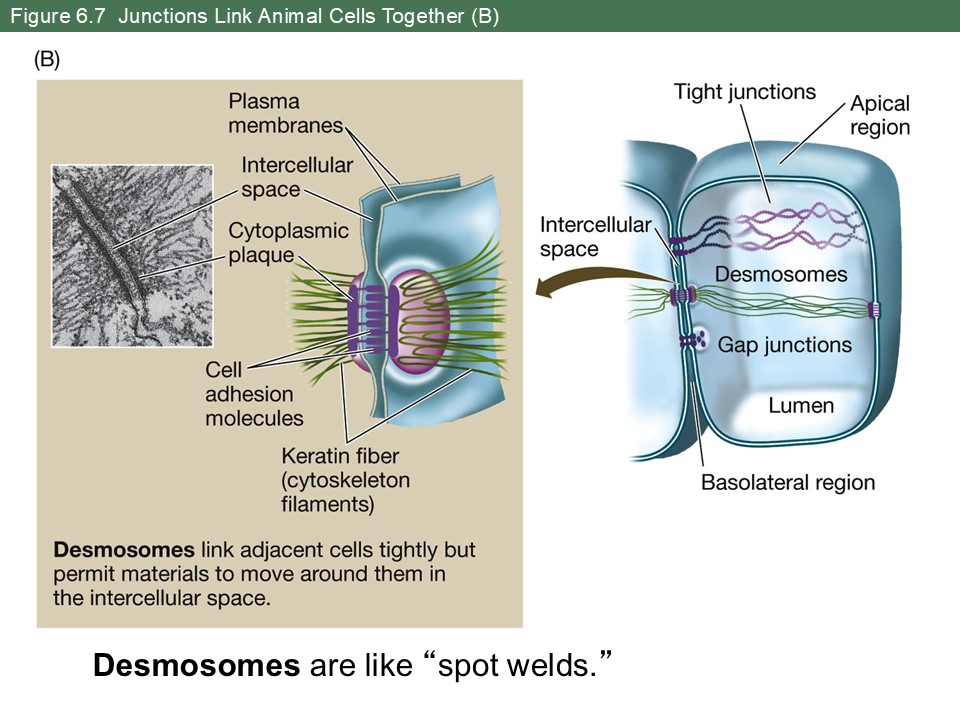 Figure 6.7 Junctions Link Animal Cells Together (B)
(B)
Plasma
membranes
Intercellular
space
Cytoplasmic
plaque
Cell
adhesion
molecules
Keratin fiber
(cytoskeleton
filaments)
Desmosomes link adjacent cells tightly but
permit materials to move around them in
the intercellular space.
Tight junctions
Apical
region
Intercellular
space
Desmosomes
Gap junctions
Lumen
Basolateral region
Desmosomes are like “spot welds.”